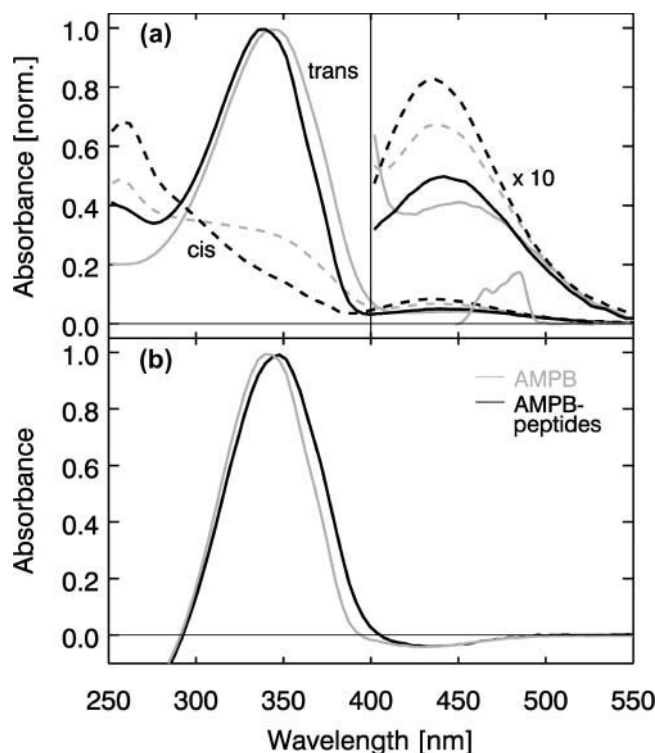 (a)
1.0
0.8
0.6
0.4
0.2
0.0
Absorbance [norm.]
trans
cis
x 10
(b)
1.0
0.8
0.6
0.4
0.2
0.0
Absorbance
AMPB
AMPB-
peptides
250 300 350 400 450 500 550
Wavelength [nm]